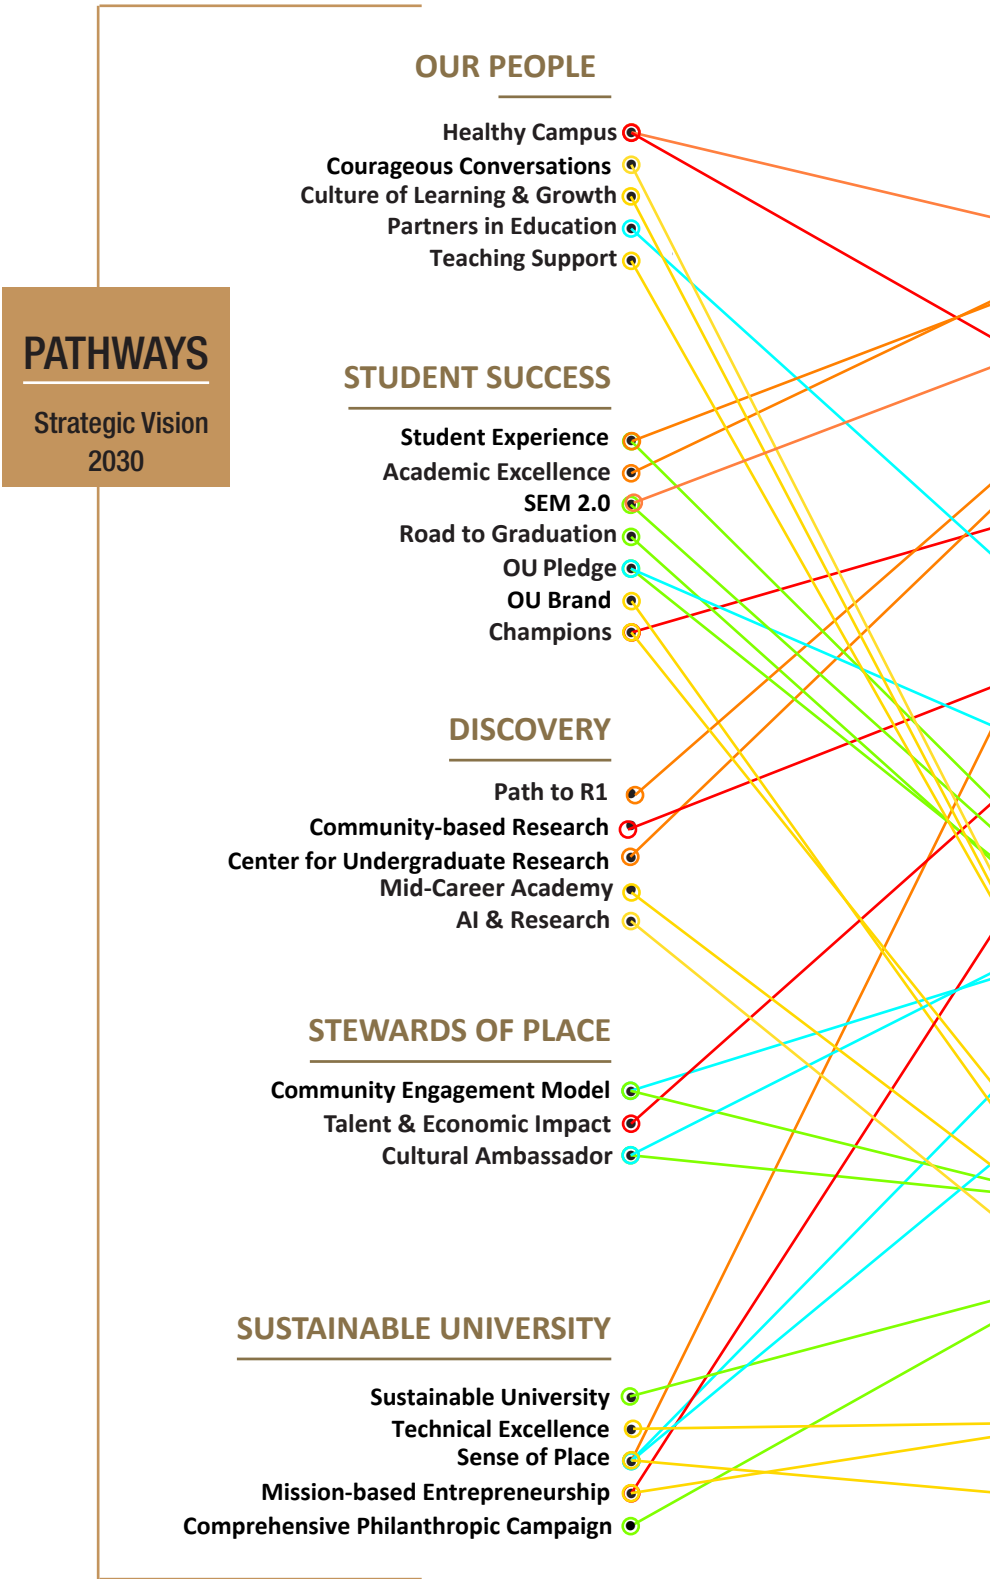 OUR PEOPLE
Healthy Campus
Courageous Conversations
Culture of Learning & Growth
Partners in Education
Teaching Support
PATHWAYS
Strategic Vision
2030
STUDENT SUCCESS
Student Experience
Academic Excellence
SEM 2.0
Road to Graduation
OU Pledge
OU Brand
Champions
DISCOVERY
Path to R1
Community-based Research
Center for Undergraduate Research
Mid-Career Academy
AI & Research
STEWARDS OF PLACE
Community Engagement Model
Talent & Economic Impact
Cultural Ambassador
SUSTAINABLE UNIVERSITY
Sustainable University
Technical Excellence
Sense of Place
Mission-based Entrepreneurship
Comprehensive Philanthropic Campaign